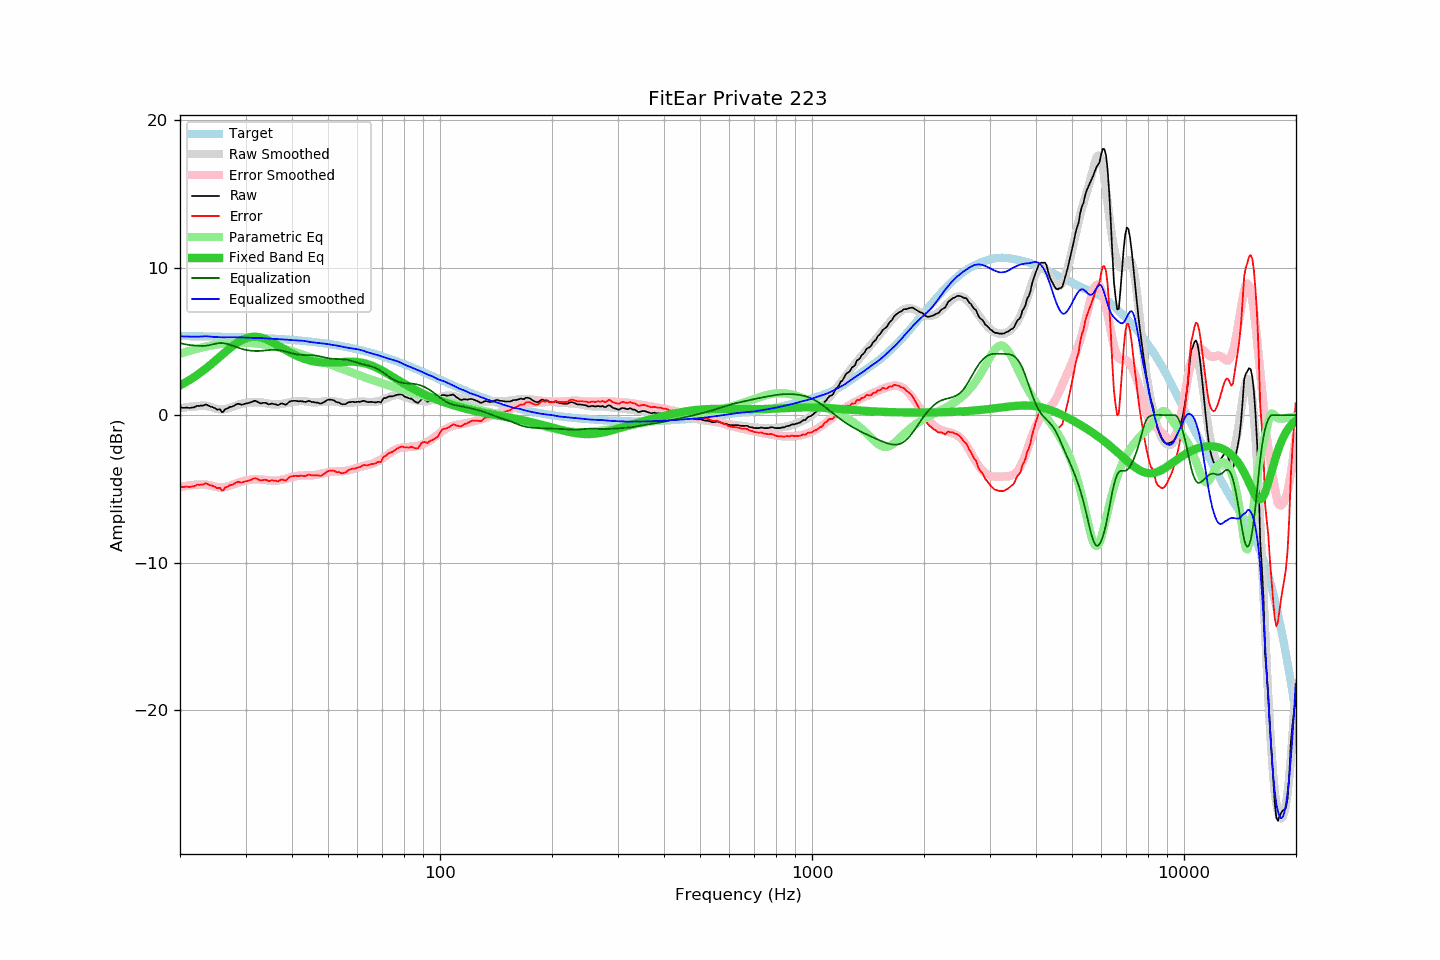 FitEar Private 223
20
10
0
−10
−20
Amplitude (dBr)
Target
Raw Smoothed
Error Smoothed
Raw
Error
Parametric Eq
Fixed Band Eq
Equalization
Equalized smoothed
100
1000
10000
Frequency (Hz)